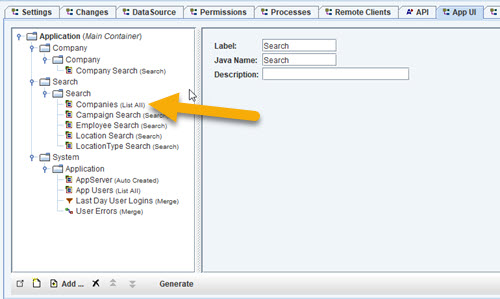 Settings Changes DataSource Permissions Processes Remote Clients API App UI
Application (Main Container)
Company
Company
Company Search (Search)
Search
Search
Companies (List All)
Campaign Search (Search)
Employee Search (Search)
Location Search (Search)
LocationType Search (Search)
System
Application
AppServer (Auto Created)
App Users (List All)
Last Day User Logins (Merge)
User Errors (Merge)
Label: Search
Java Name: Search
Description:
Add ... Generate